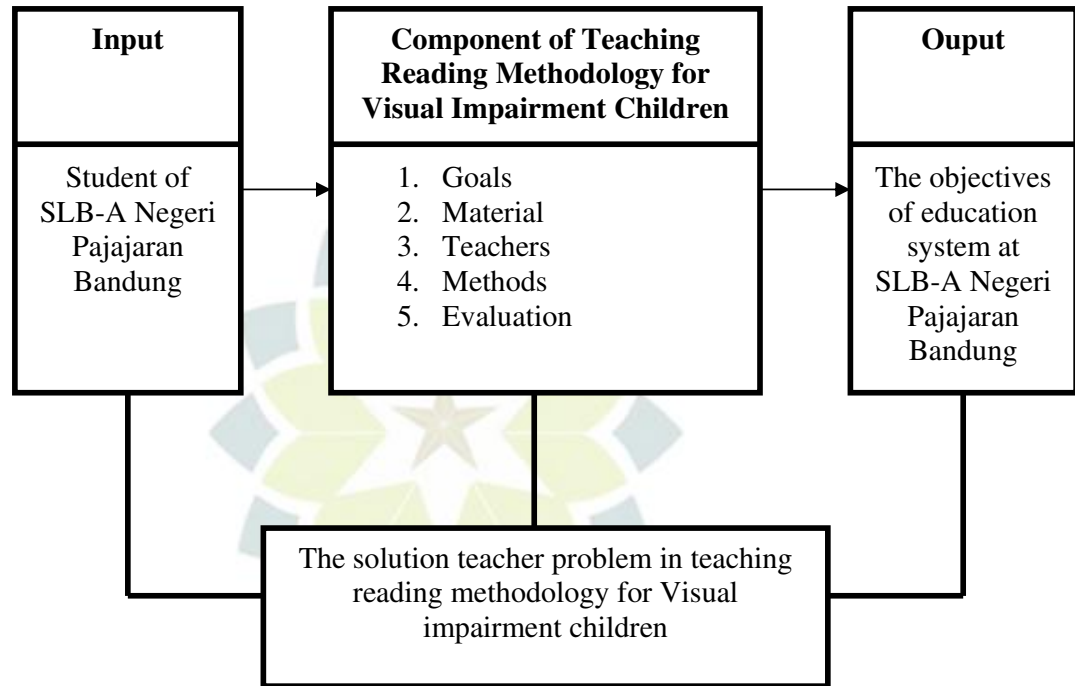 Input
Component of Teaching
Reading Methodology for
Visual Impairment Children
Ouput
Student of
SLB-A Negeri
Pajajaran
Bandung
1. Goals
2. Material
3. Teachers
4. Methods
5. Evaluation
The objectives
of education
system at
SLB-A Negeri
Pajajaran
Bandung
The solution teacher problem in teaching
reading methodology for Visual
impairment children